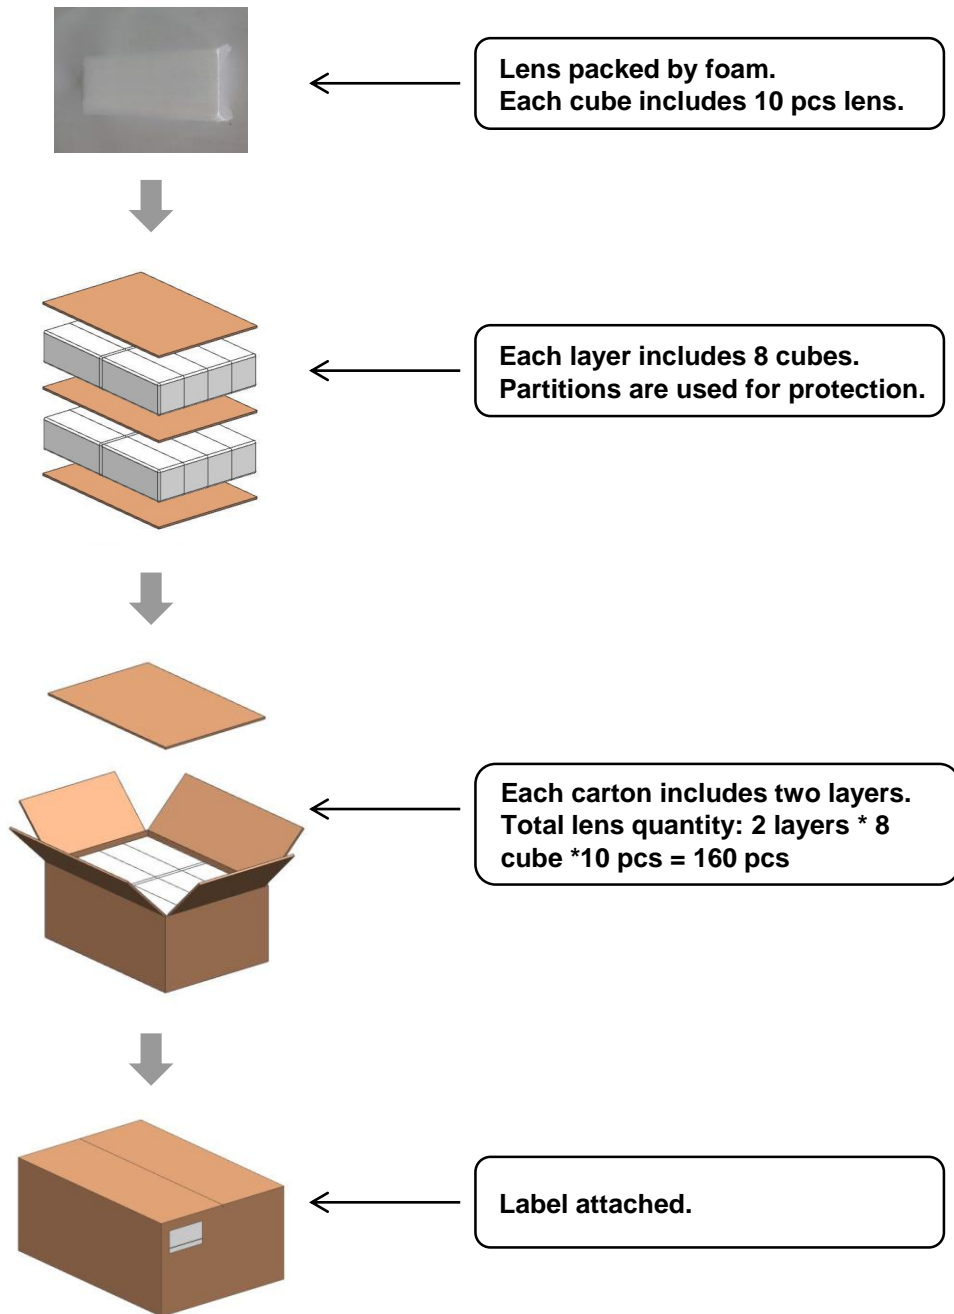 Lens packed by foam.
Each cube includes 10 pcs lens.
Each layer includes 8 cubes.
Partitions are used for protection.
Each carton includes two layers.
Total lens quantity: 2 layers * 8
cube *10 pcs = 160 pcs
Label attached.